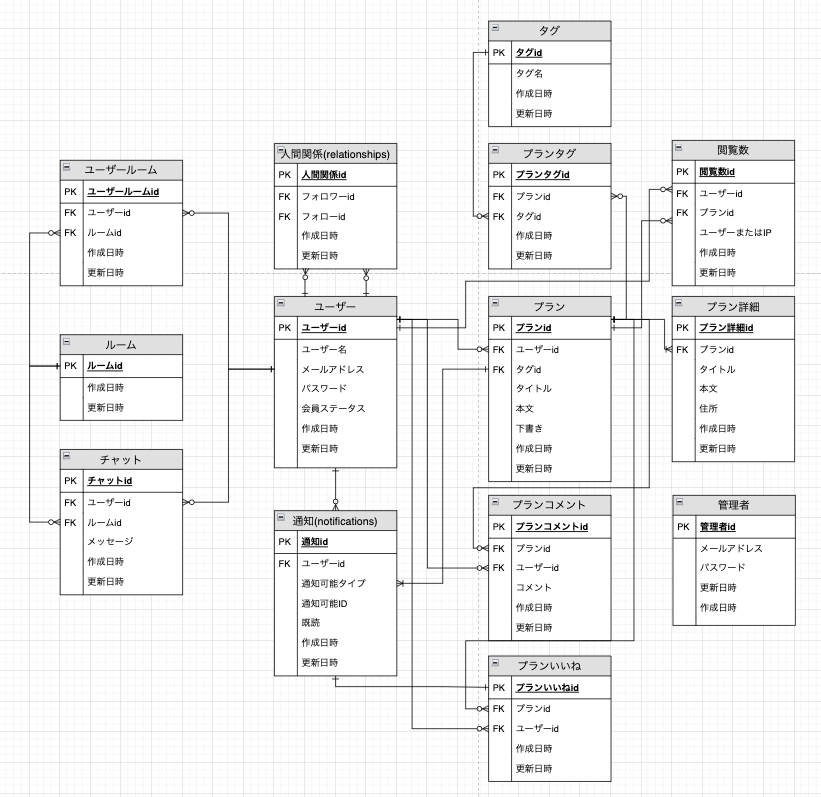 タグ
PK タグid
タグ名
作成日時
更新日時
ユーザールーム
PK ユーザールームid
FK ユーザーid
FK ルームid
作成日時
更新日時
人間関係(relationships)
PK 人間関係id
FK フォロワーid
FK フォローid
作成日時
更新日時
プランタグ
PK プランタグid
FK プランid
FK タグid
作成日時
更新日時
閲覧数
PK 閲覧数id
FK ユーザーid
FK プランid
ユーザーまたはIP
作成日時
更新日時
ルーム
PK ルームid
作成日時
更新日時
ユーザー
PK ユーザーid
ユーザー名
メールアドレス
パスワード
会員ステータス
作成日時
更新日時
プラン
PK プランid
FK ユーザーid
FK タグid
タイトル
本文
下書き
作成日時
更新日時
プラン詳細
PK プラン詳細id
FK プランid
タイトル
本文
住所
作成日時
更新日時
チャット
PK チャットid
FK ユーザーid
FK ルームid
メッセージ
作成日時
更新日時
通知(notifications)
PK 通知id
FK ユーザーid
通知可能タイプ
通知可能ID
既読
作成日時
更新日時
プランコメント
PK プランコメントid
FK プランid
FK ユーザーid
コメント
作成日時
更新日時
管理者
PK 管理者id
メールアドレス
パスワード
更新日時
作成日時
プランいいね
PK プランいいねid
FK プランid
FK ユーザーid
作成日時
更新日時